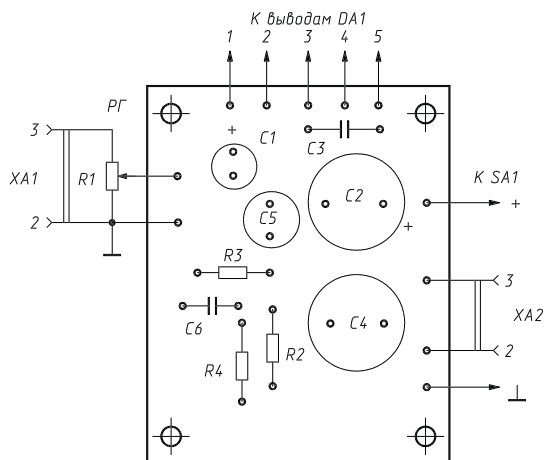 К выводам DA1
1 2 3 4 5
РГ
+ C1
C3
3
XA1 R1
C2
К SA1
+
2
C5
+
R3
3
C6
C4
XA2
R2
2
R4